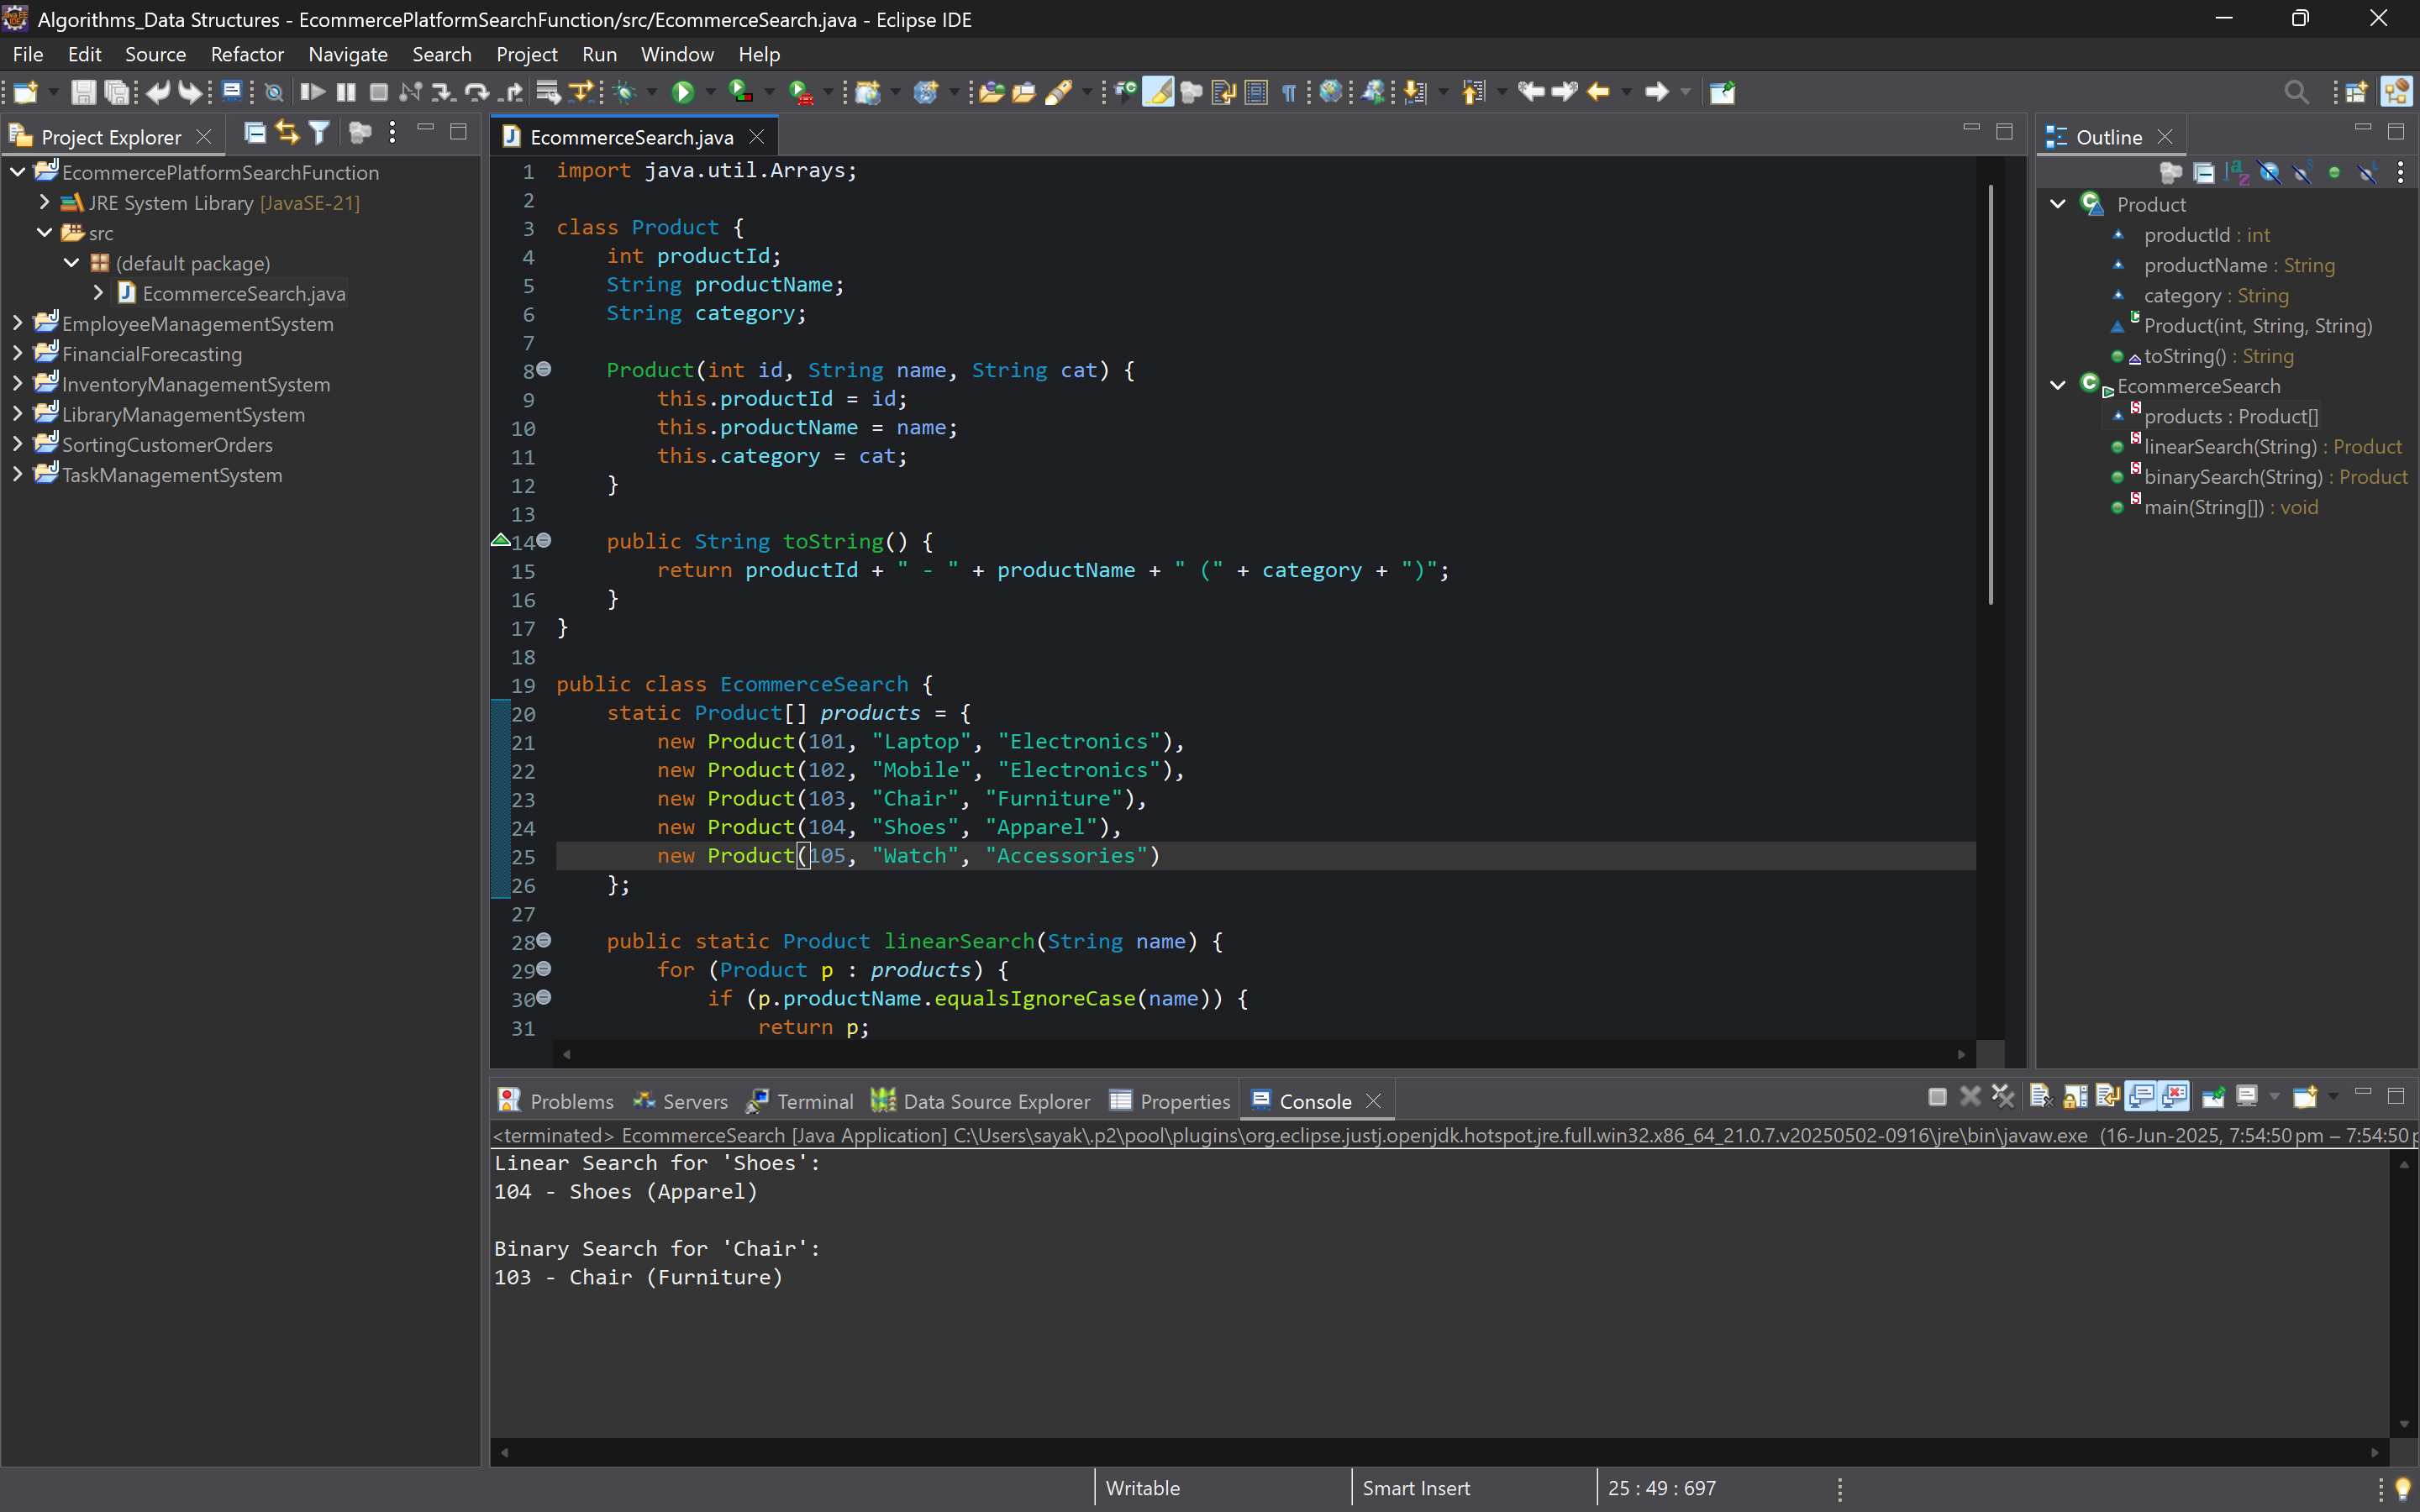 Algorithms_Data Structures - EcommercePlatformSearchFunction/src/EcommerceSearch.java - Eclipse IDE
File Edit Source Refactor Navigate Search Project Run Window Help
Project Explorer
EcommercePlatformSearchFunction
JRE System Library [JavaSE-21]
src
(default package)
EcommerceSearch.java
EmployeeManagementSystem
FinancialForecasting
InventoryManagementSystem
LibraryManagementSystem
SortingCustomerOrders
TaskManagementSystem
EcommerceSearch.java
1 import java.util.Arrays;
2
3 class Product {
4 int productId;
5 String productName;
6 String category;
7
8 Product(int id, String name, String cat) {
9 this.productId = id;
10 this.productName = name;
11 this.category = cat;
12 }
13
14 public String toString() {
15 return productId + " - " + productName + " (" + category + ")";
16 }
17 }
18
19 public class EcommerceSearch {
20 static Product[] products = {
21 new Product(101, "Laptop", "Electronics"),
22 new Product(102, "Mobile", "Electronics"),
23 new Product(103, "Chair", "Furniture"),
24 new Product(104, "Shoes", "Apparel"),
25 new Product(105, "Watch", "Accessories")
26 };
27
28 public static Product linearSearch(String name) {
29 for (Product p : products) {
30 if (p.productName.equalsIgnoreCase(name)) {
31 return p;
Outline
Product
productId : int
productName : String
category : String
Product(int, String, String)
toString() : String
EcommerceSearch
products : Product[]
linearSearch(String) : Product
binarySearch(String) : Product
main(String[]) : void
Problems Servers Terminal Data Source Explorer Properties Console
<terminated> EcommerceSearch [Java Application] C:\Users\sayak\.p2\pool\plugins\org.eclipse.justj.openjdk.hotspot.jre.full.win32.x86_64_21.0.7.v20250502-0916\jre\bin\javaw.exe (16-Jun-2025, 7:54:50 pm – 7:54:50 p
Linear Search for 'Shoes':
104 - Shoes (Apparel)
Binary Search for 'Chair':
103 - Chair (Furniture)
Writable Smart Insert 25 : 49 : 697